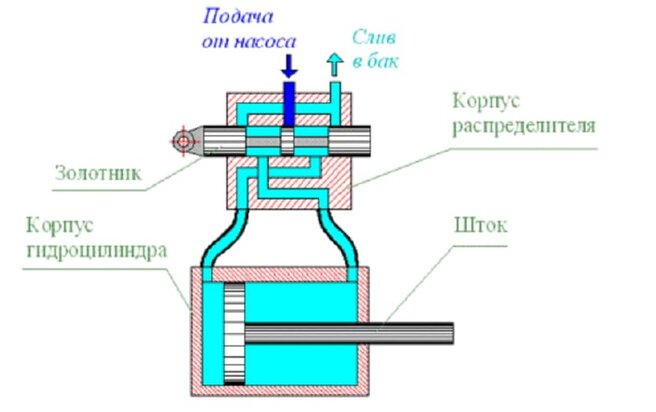 Подача
от насоса
Слив
в бак
Корпус
распределителя
Золотник
Корпус
гидроцилиндра
Шток